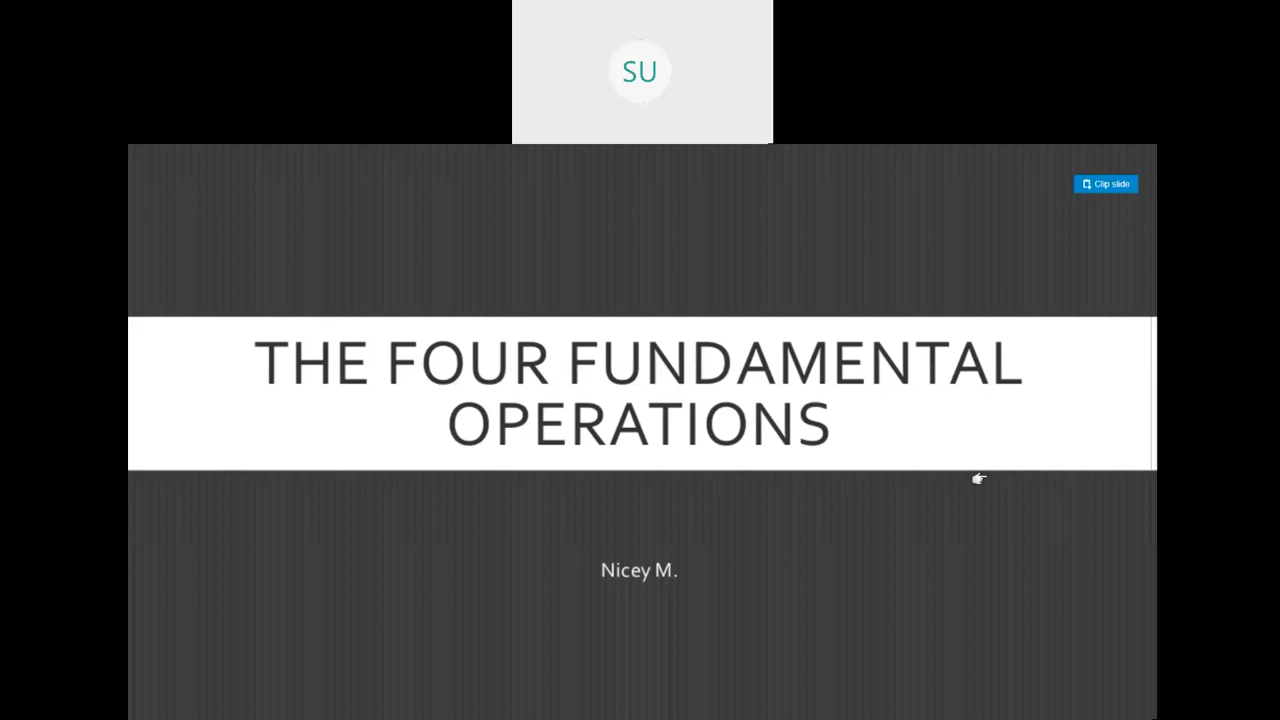 SU
Clip slide
THE FOUR FUNDAMENTAL
OPERATIONS
Nicey M.